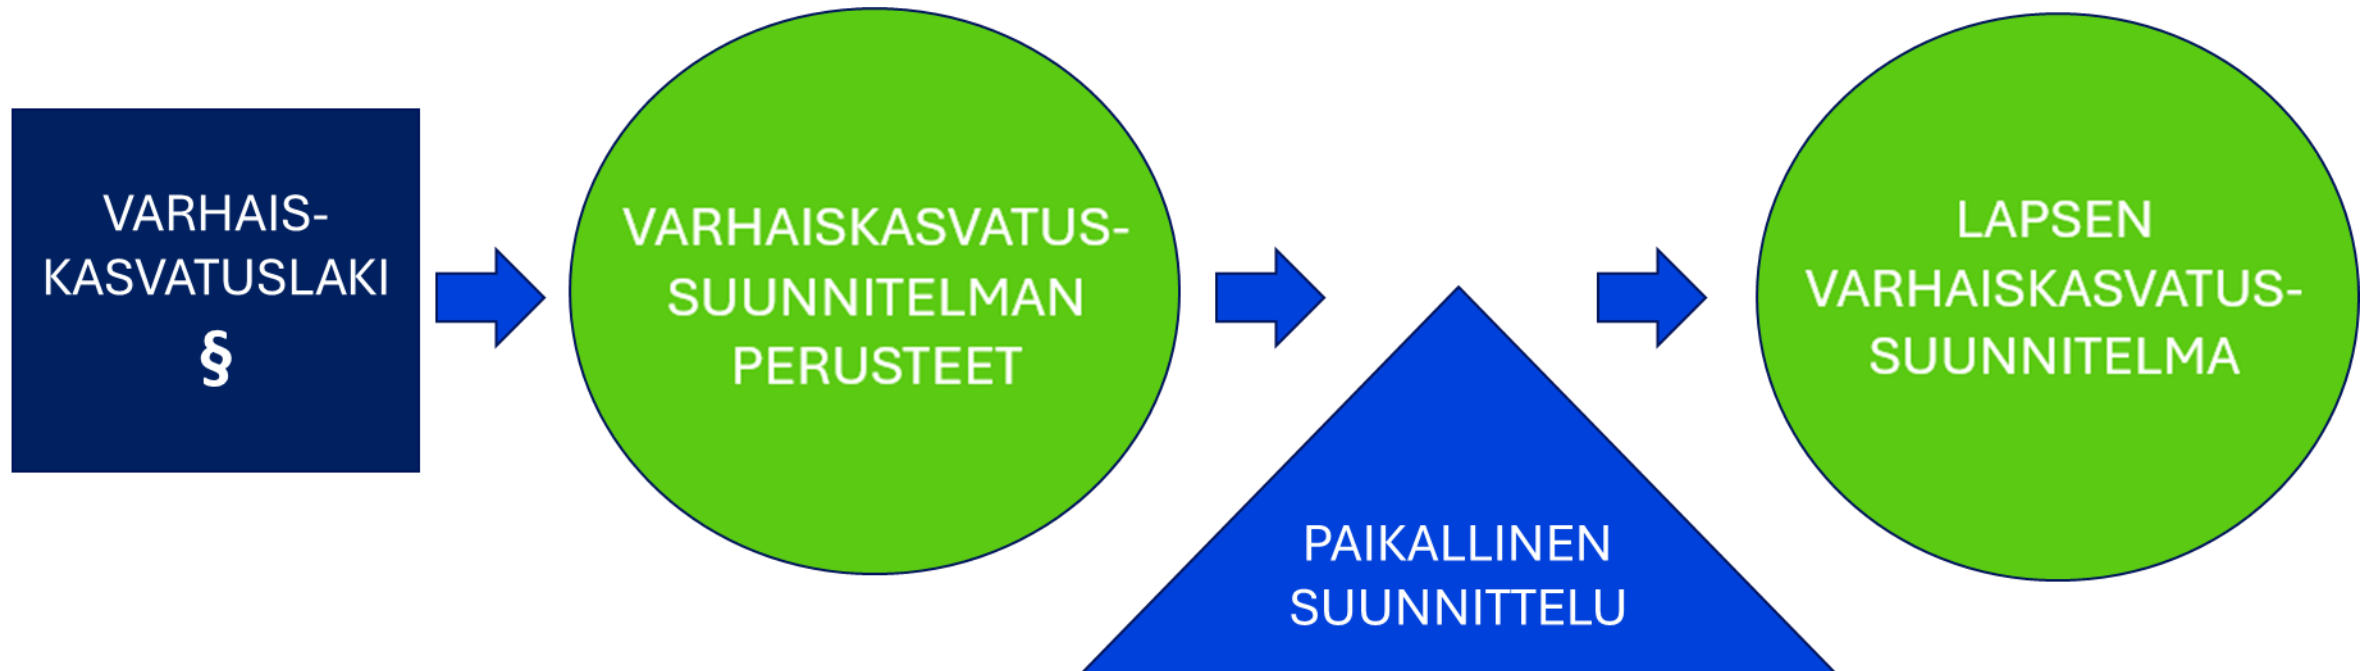 VARHAIS-
KASVATUSLAKI
§
VARHAISKASVATUS-
SUUNNITELMAN
PERUSTEET
PAIKALLINEN
SUUNNITTELU
LAPSEN
VARHAISKASVATUS-
SUUNNITELMA